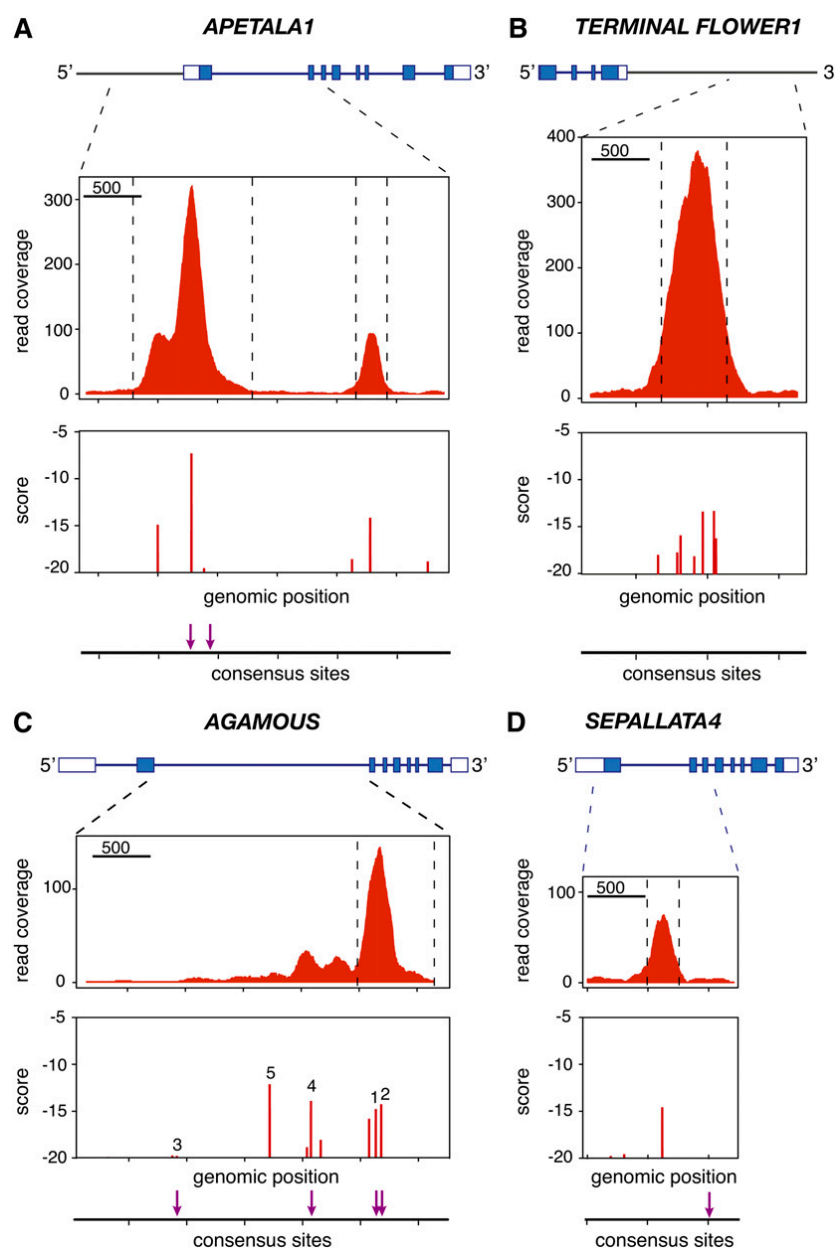 A APETALA1
5' 3'
500
300
200
100
0
read coverage
-5
-10
-15
-20
score
genomic position
consensus sites
B TERMINAL FLOWER1
3
500
400
300
200
100
0
read coverage
-5
-10
-15
-20
score
genomic position
consensus sites
C AGAMOUS
5' 3'
500
100
0
read coverage
-5
-10
-15
-20
score
5
4
1 2
3
genomic position
consensus sites
D SEPALLATA4
5' 3'
500
100
0
read coverage
-5
-10
-15
-20
score
genomic position
consensus sites